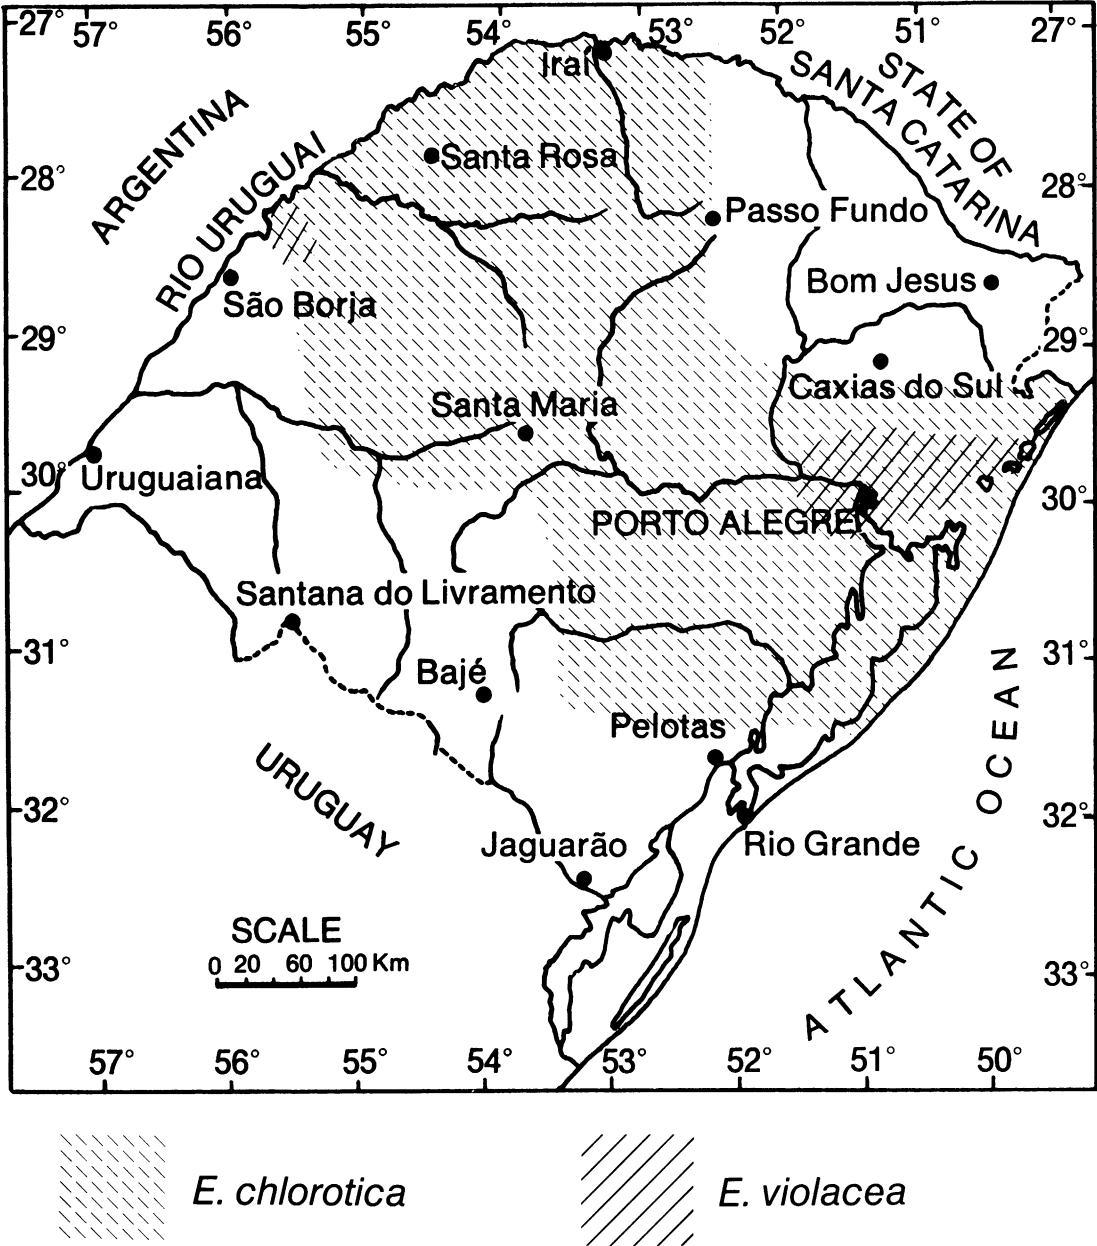 27° 57° 56° 55° 54° 53° 52° 51° 27°
Iraí
STATE OF
SANTA CATARINA
ARGENTINA
RIO URUGUAI
Santa Rosa
28° 28°
Passo Fundo
Bom Jesus
São Borja
29° 29°
Caxias do Sul
Santa Maria
30° Uruguaiana 30°
PORTO ALEGRE
Santana do Livramento
31° 31°
Bajé
Pelotas
URUGUAY
ATLANTIC OCEAN
32° 32°
Jaguarão Rio Grande
SCALE
0 20 60 100 Km
33° 33°
57° 56° 55° 54° 53° 52° 51° 50°
E. chlorotica E. violacea